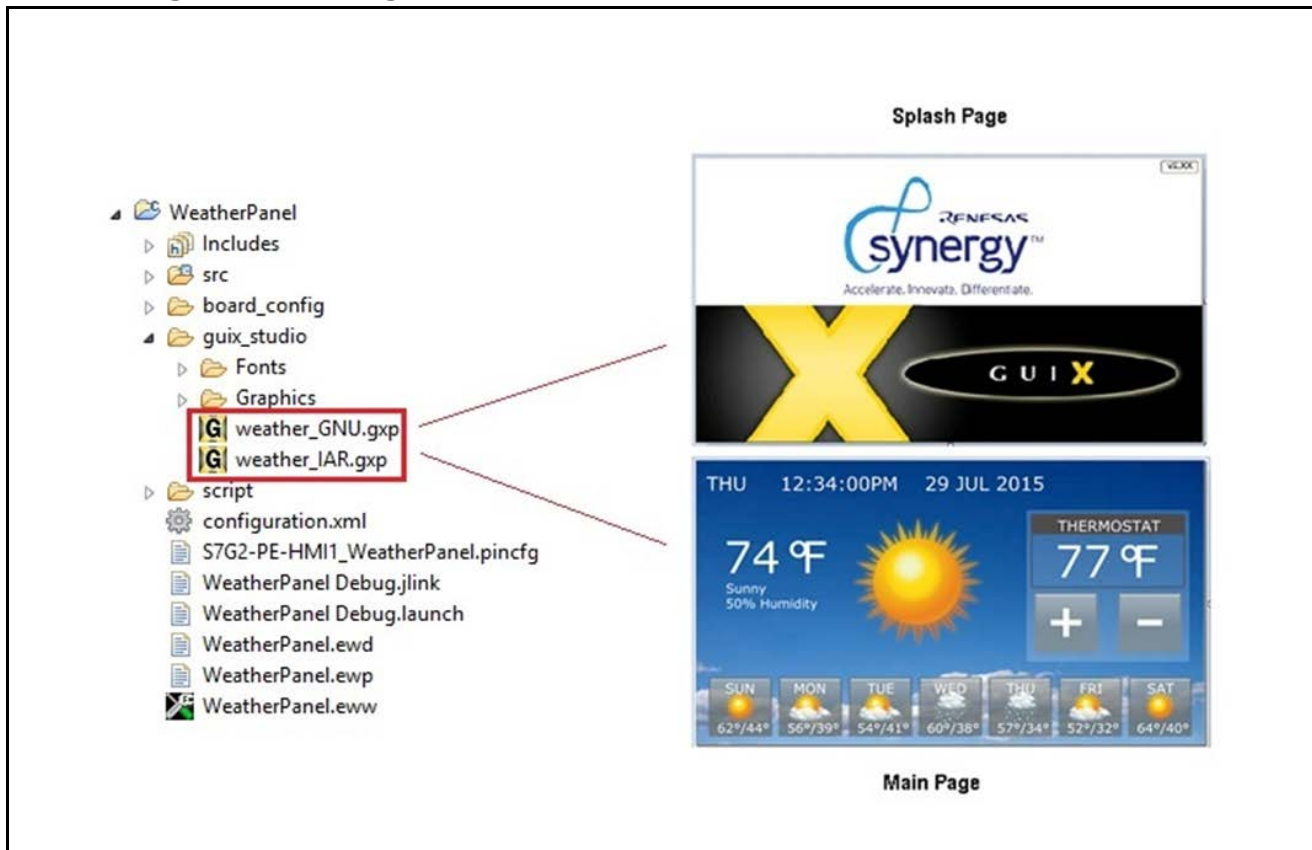 WeatherPanel
Includes
src
board_config
guix_studio
Fonts
Graphics
G weather_GNU.gxp
G weather_IAR.gxp
script
configuration.xml
S7G2-PE-HMI1_WeatherPanel.pincfg
WeatherPanel Debug.jlink
WeatherPanel Debug.launch
WeatherPanel.ewd
WeatherPanel.ewp
WeatherPanel.eww
Splash Page
RENESAS
synergy™
Accelerate. Innovate. Differentiate.
X
GUIX
THU 12:34:00PM 29 JUL 2015
74 °F
Sunny
50% Humidity
THERMOSTAT
77 °F
+ -
SUN MON TUE WED THU FRI SAT
62°/44° 56°/39° 54°/41° 60°/38° 57°/34° 52°/32° 64°/40°
Main Page